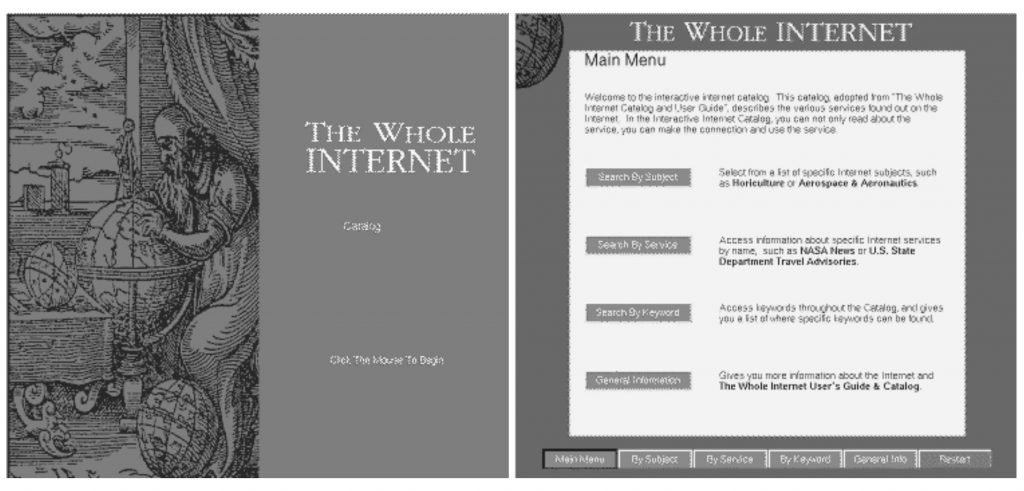 THE WHOLE
INTERNET
Catalog
Click The Mouse To Begin
THE WHOLE INTERNET
Main Menu
Welcome to the interactive internet catalog. This catalog, adopted from "The Whole
Internet Catalog and User Guide", describes the various services found out on the
Internet. In the Interactive Internet Catalog, you can not only read about the
service, you can make the connection and use the service.
Search By Subject
Select from a list of specific Internet subjects, such
as Horiculture or Aerospace & Aeronautics.
Search By Service
Access information about specific Internet services
by name, such as NASA News or U.S. State
Department Travel Advisories.
Search By Keyword
Access keywords throughout the Catalog, and gives
you a list of where specific keywords can be found.
General Information
Gives you more information about the Internet and
The Whole Internet User's Guide & Catalog.
Main Menu
By Subject
By Service
By Keyword
General Info
Restart